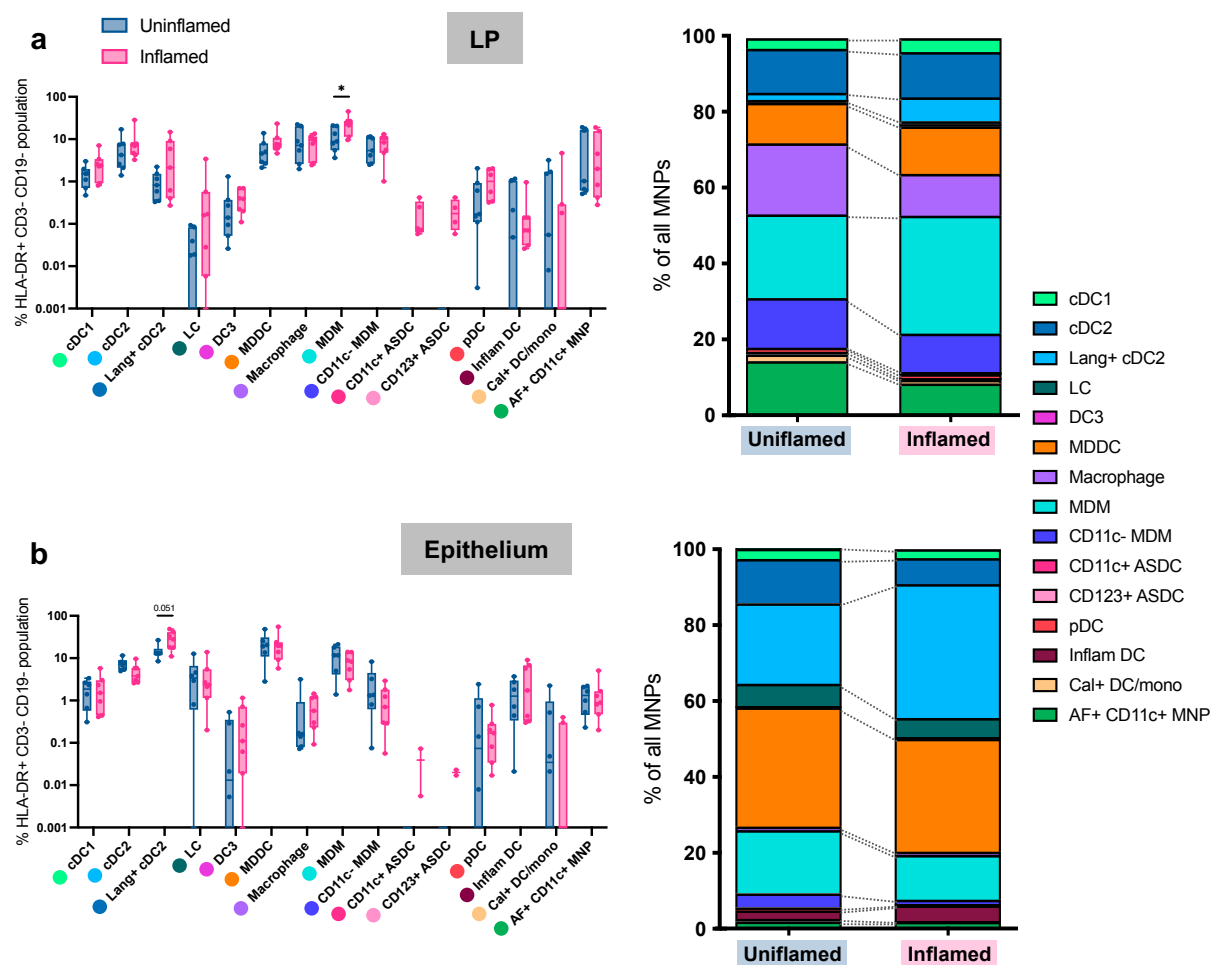 a
Uninflamed
Inflamed
LP
% HLA-DR+ CD3- CD19- population
100
10
1
0.1
0.01
0.001
*
cDC1
cDC2
Lang+ cDC2
LC
DC3
MDDC
Macrophage
MDM
CD11c- MDM
CD11c+ ASDC
CD123+ ASDC
pDC
Inflam DC
Cal+ DC/mono
AF+ CD11c+ MNP
% of all MNPs
100
80
60
40
20
0
Uniflamed
Inflamed
cDC1
cDC2
Lang+ cDC2
LC
DC3
MDDC
Macrophage
MDM
CD11c- MDM
CD11c+ ASDC
CD123+ ASDC
pDC
Inflam DC
Cal+ DC/mono
AF+ CD11c+ MNP
b
Epithelium
% HLA-DR+ CD3- CD19- population
100
10
1
0.1
0.01
0.001
0.051
cDC1
cDC2
Lang+ cDC2
LC
DC3
MDDC
Macrophage
MDM
CD11c- MDM
CD11c+ ASDC
CD123+ ASDC
pDC
Inflam DC
Cal+ DC/mono
AF+ CD11c+ MNP
% of all MNPs
100
80
60
40
20
0
Uniflamed
Inflamed